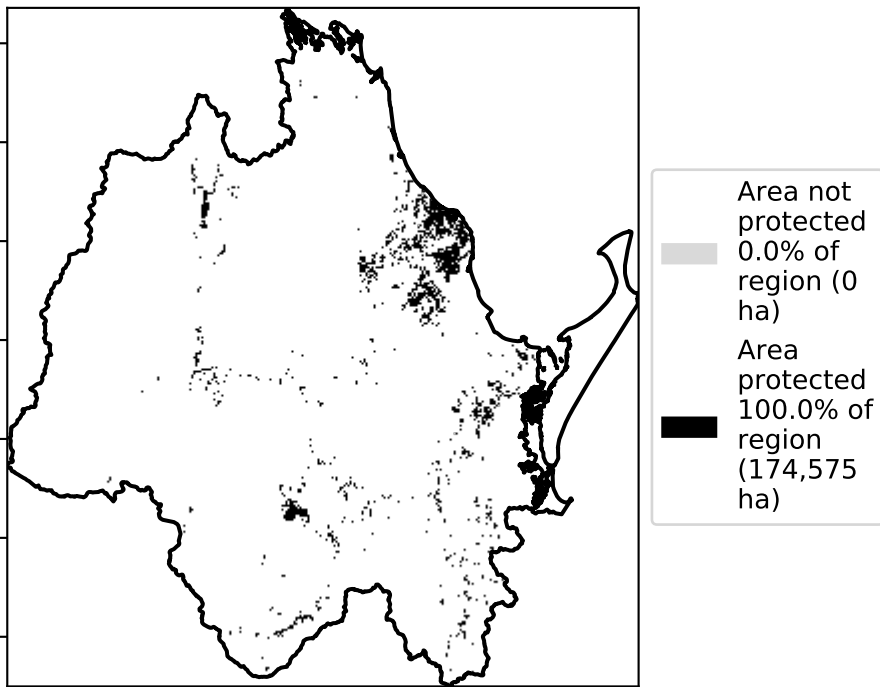 Area not
protected
0.0% of
region (0
ha)
Area
protected
100.0% of
region
(174,575
ha)